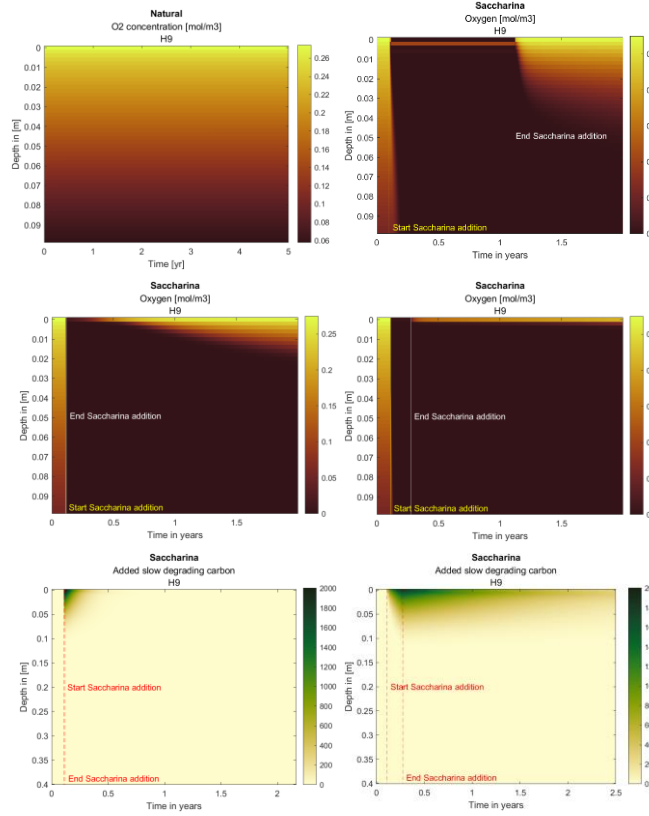 Natural
O2 concentration [mol/m3]
H9
Depth in [m]
0
0.01
0.02
0.03
0.04
0.05
0.06
0.07
0.08
0.09
0 1 2 3 4 5
Time [yr]
0.26
0.24
0.22
0.2
0.18
0.16
0.14
0.12
0.1
0.08
0.06
Saccharina
Oxygen [mol/m3]
H9
Depth in [m]
0
0.01
0.02
0.03
0.04
0.05
0.06
0.07
0.08
0.09
End Saccharina addition
Start Saccharina addition
0 0.5 1 1.5
Time in years
Saccharina
Oxygen [mol/m3]
H9
Depth in [m]
0
0.01
0.02
0.03
0.04
0.05
0.06
0.07
0.08
0.09
End Saccharina addition
Start Saccharina addition
0 0.5 1 1.5
Time in years
0.25
0.2
0.15
0.1
0.05
0
Saccharina
Oxygen [mol/m3]
H9
Depth in [m]
0
0.01
0.02
0.03
0.04
0.05
0.06
0.07
0.08
0.09
End Saccharina addition
Start Saccharina addition
0 0.5 1 1.5
Time in years
Saccharina
Added slow degrading carbon
H9
Depth in [m]
0
0.05
0.1
0.15
0.2
0.25
0.3
0.35
0.4
Start Saccharina addition
End Saccharina addition
0 0.5 1 1.5 2
Time in years
2000
1800
1600
1400
1200
1000
800
600
400
200
0
Saccharina
Added slow degrading carbon
H9
Depth in [m]
0
0.05
0.1
0.15
0.2
0.25
0.3
0.35
0.4
Start Saccharina addition
End Saccharina addition
0 0.5 1 1.5 2 2.5
Time in years